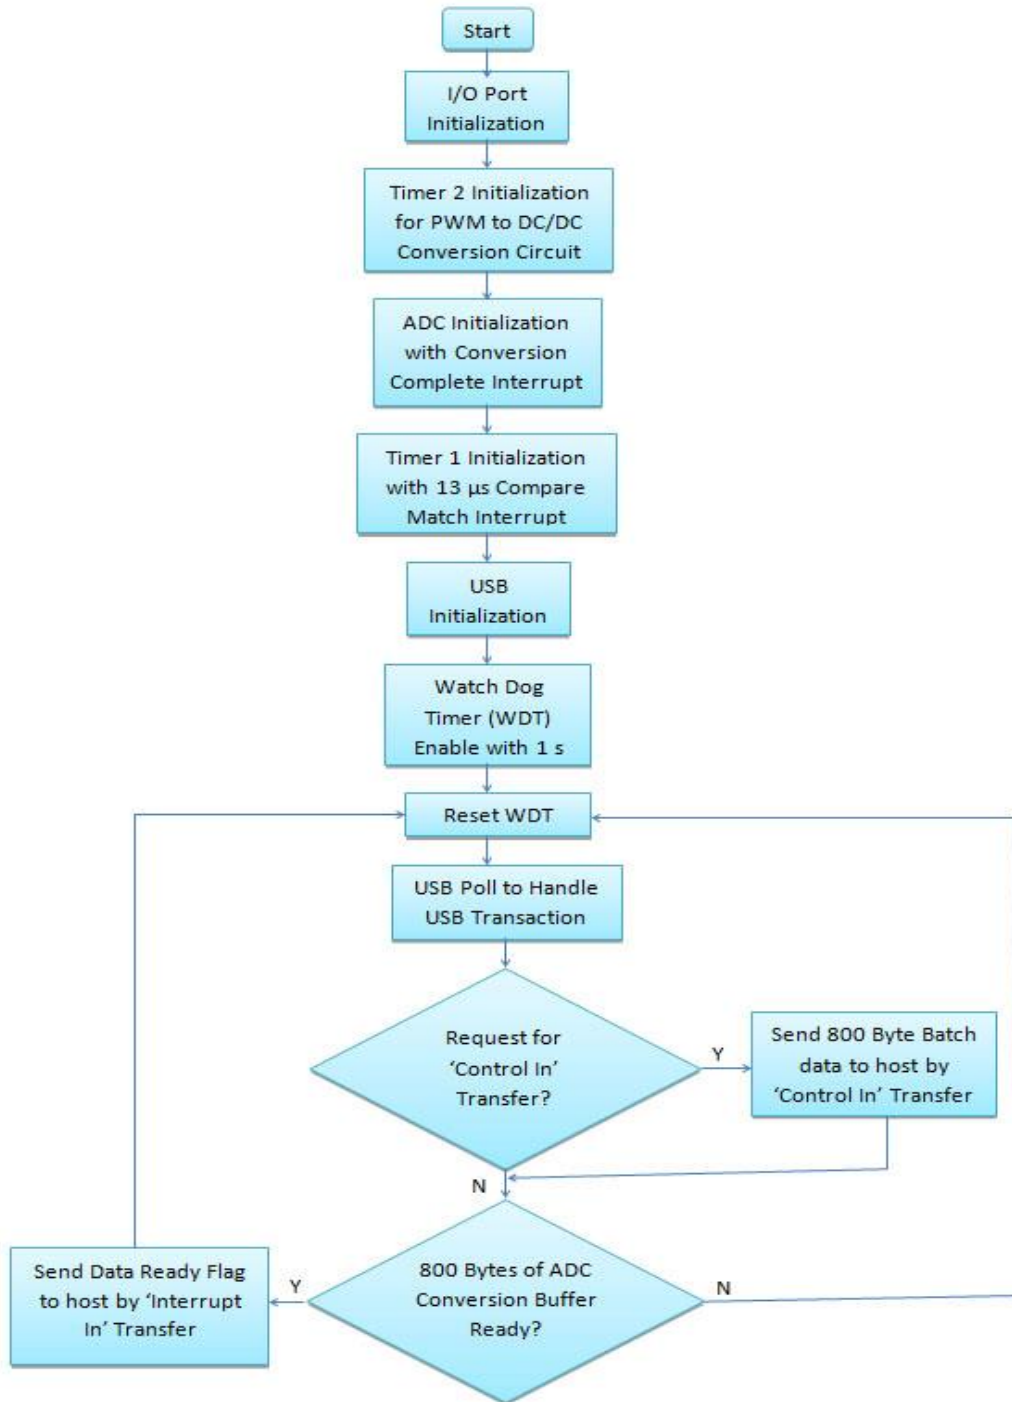 Start
I/O Port
Initialization
Timer 2 Initialization
for PWM to DC/DC
Conversion Circuit
ADC Initialization
with Conversion
Complete Interrupt
Timer 1 Initialization
with 13 µs Compare
Match Interrupt
USB
Initialization
Watch Dog
Timer (WDT)
Enable with 1 s
Reset WDT
USB Poll to Handle
USB Transaction
Request for
‘Control In’
Transfer?
Y
Send 800 Byte Batch
data to host by
‘Control In’ Transfer
N
800 Bytes of ADC
Conversion Buffer
Ready?
Y
N
Send Data Ready Flag
to host by ‘Interrupt
In’ Transfer